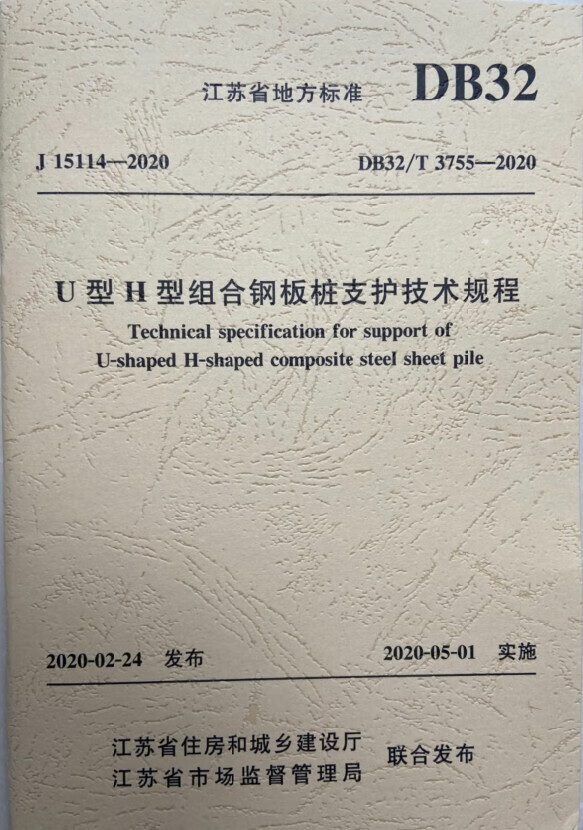 江苏省地方标准 DB32
J 15114—2020 DB32/T 3755—2020
U 型 H 型组合钢板桩支护技术规程
Technical specification for support of
U-shaped H-shaped composite steel sheet pile
2020-02-24 发布 2020-05-01 实施
江苏省住房和城乡建设厅
江苏省市场监督管理局 联合发布